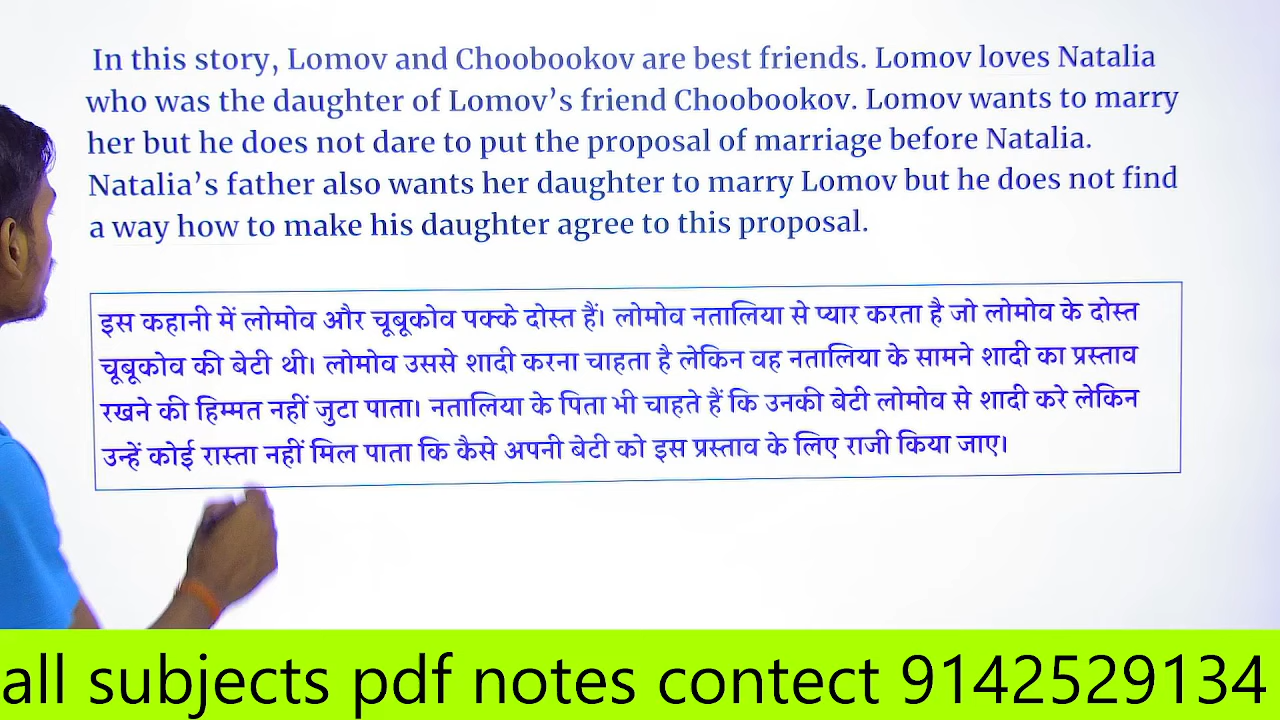 In this story, Lomov and Choobookov are best friends. Lomov loves Natalia
who was the daughter of Lomov's friend Choobookov. Lomov wants to marry
her but he does not dare to put the proposal of marriage before Natalia.
Natalia's father also wants her daughter to marry Lomov but he does not find
a way how to make his daughter agree to this proposal.
इस कहानी में लोमोव और चूबूकोव पक्के दोस्त हैं। लोमोव नतालिया से प्यार करता है जो लोमोव के दोस्त
चूबूकोव की बेटी थी। लोमोव उससे शादी करना चाहता है लेकिन वह नतालिया के सामने शादी का प्रस्ताव
रखने की हिम्मत नहीं जुटा पाता। नतालिया के पिता भी चाहते हैं कि उनकी बेटी लोमोव से शादी करे लेकिन
उन्हें कोई रास्ता नहीं मिल पाता कि कैसे अपनी बेटी को इस प्रस्ताव के लिए राजी किया जाए।
all subjects pdf notes contect 9142529134